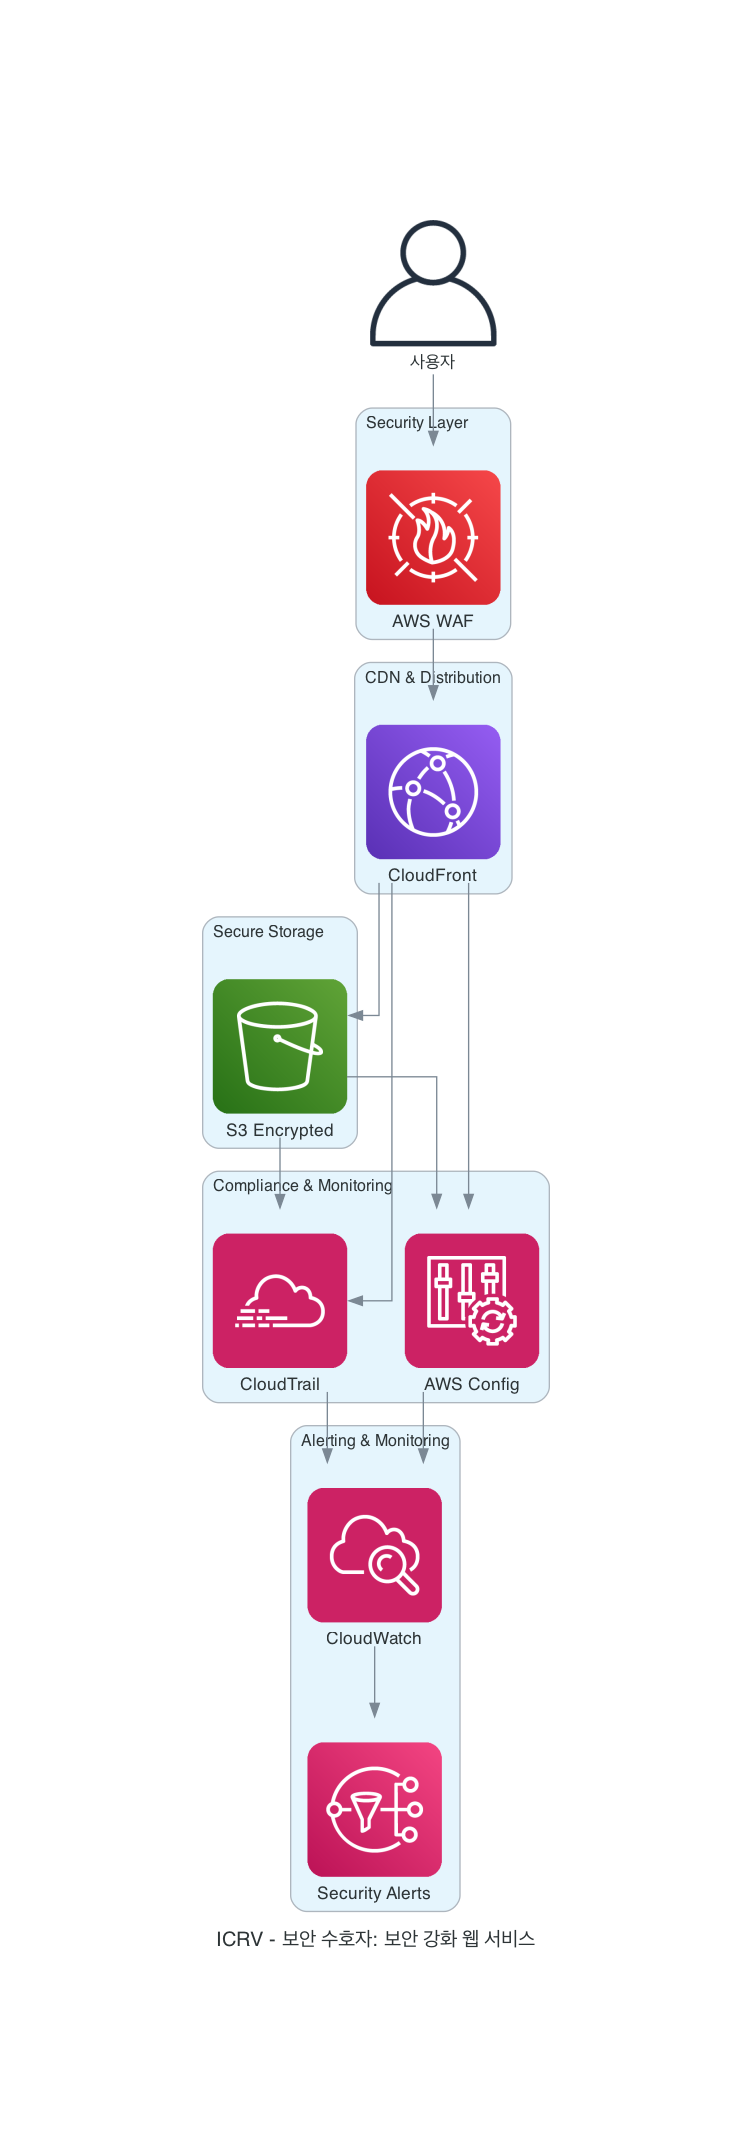 사용자
Security Layer
AWS WAF
CDN & Distribution
CloudFront
Secure Storage
S3 Encrypted
Compliance & Monitoring
CloudTrail
AWS Config
Alerting & Monitoring
CloudWatch
Security Alerts
ICRV - 보안 수호자: 보안 강화 웹 서비스